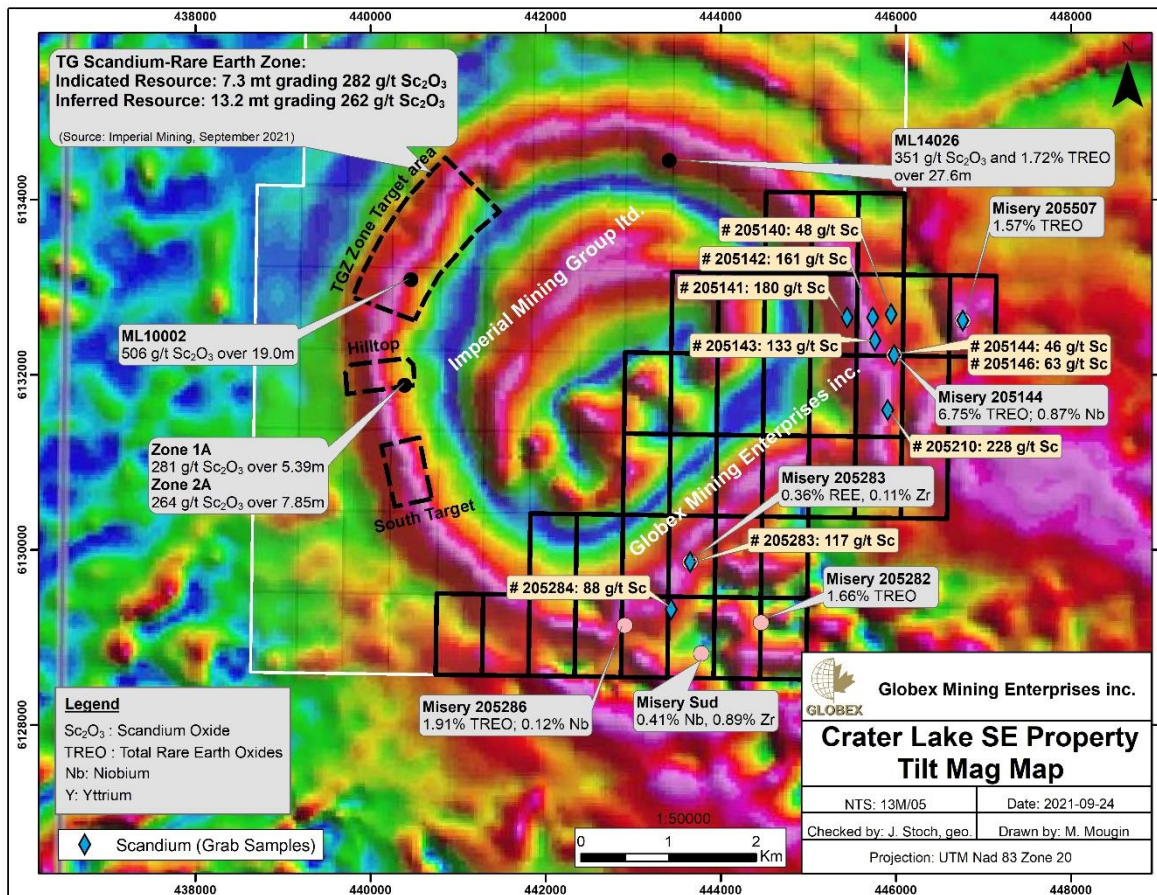 438000 440000 442000 444000 446000 448000
TG Scandium-Rare Earth Zone:
Indicated Resource: 7.3 mt grading 282 g/t Sc₂O₃
Inferred Resource: 13.2 mt grading 262 g/t Sc₂O₃
(Source: Imperial Mining, September 2021)
N
ML14026
351 g/t Sc₂O₃ and 1.72% TREO
over 27.6m
6134000
6134000
TGZ Zone Target area
Imperial Mining Group ltd.
Misery 205507
1.57% TREO
# 205140: 48 g/t Sc
# 205142: 161 g/t Sc
# 205141: 180 g/t Sc
# 205143: 133 g/t Sc
ML10002
506 g/t Sc₂O₃ over 19.0m
Hilltop
# 205144: 46 g/t Sc
# 205146: 63 g/t Sc
6132000
6132000
Misery 205144
6.75% TREO; 0.87% Nb
# 205210: 228 g/t Sc
Zone 1A
281 g/t Sc₂O₃ over 5.39m
Zone 2A
264 g/t Sc₂O₃ over 7.85m
South Target
Globex Mining Enterprises inc.
Misery 205283
0.36% REE, 0.11% Zr
# 205283: 117 g/t Sc
6130000
6130000
# 205284: 88 g/t Sc
Misery 205282
1.66% TREO
Misery 205286
1.91% TREO; 0.12% Nb
Misery Sud
0.41% Nb, 0.89% Zr
6128000
6128000
Legend
Sc₂O₃ : Scandium Oxide
TREO : Total Rare Earth Oxides
Nb: Niobium
Y: Yttrium
Scandium (Grab Samples)
1:50000
0 1 2
Km
GLOBEX
Globex Mining Enterprises inc.
Crater Lake SE Property
Tilt Mag Map
NTS: 13M/05
Date: 2021-09-24
Checked by: J. Stoch, geo.
Drawn by: M. Mougin
Projection: UTM Nad 83 Zone 20
438000 440000 442000 444000 446000 448000